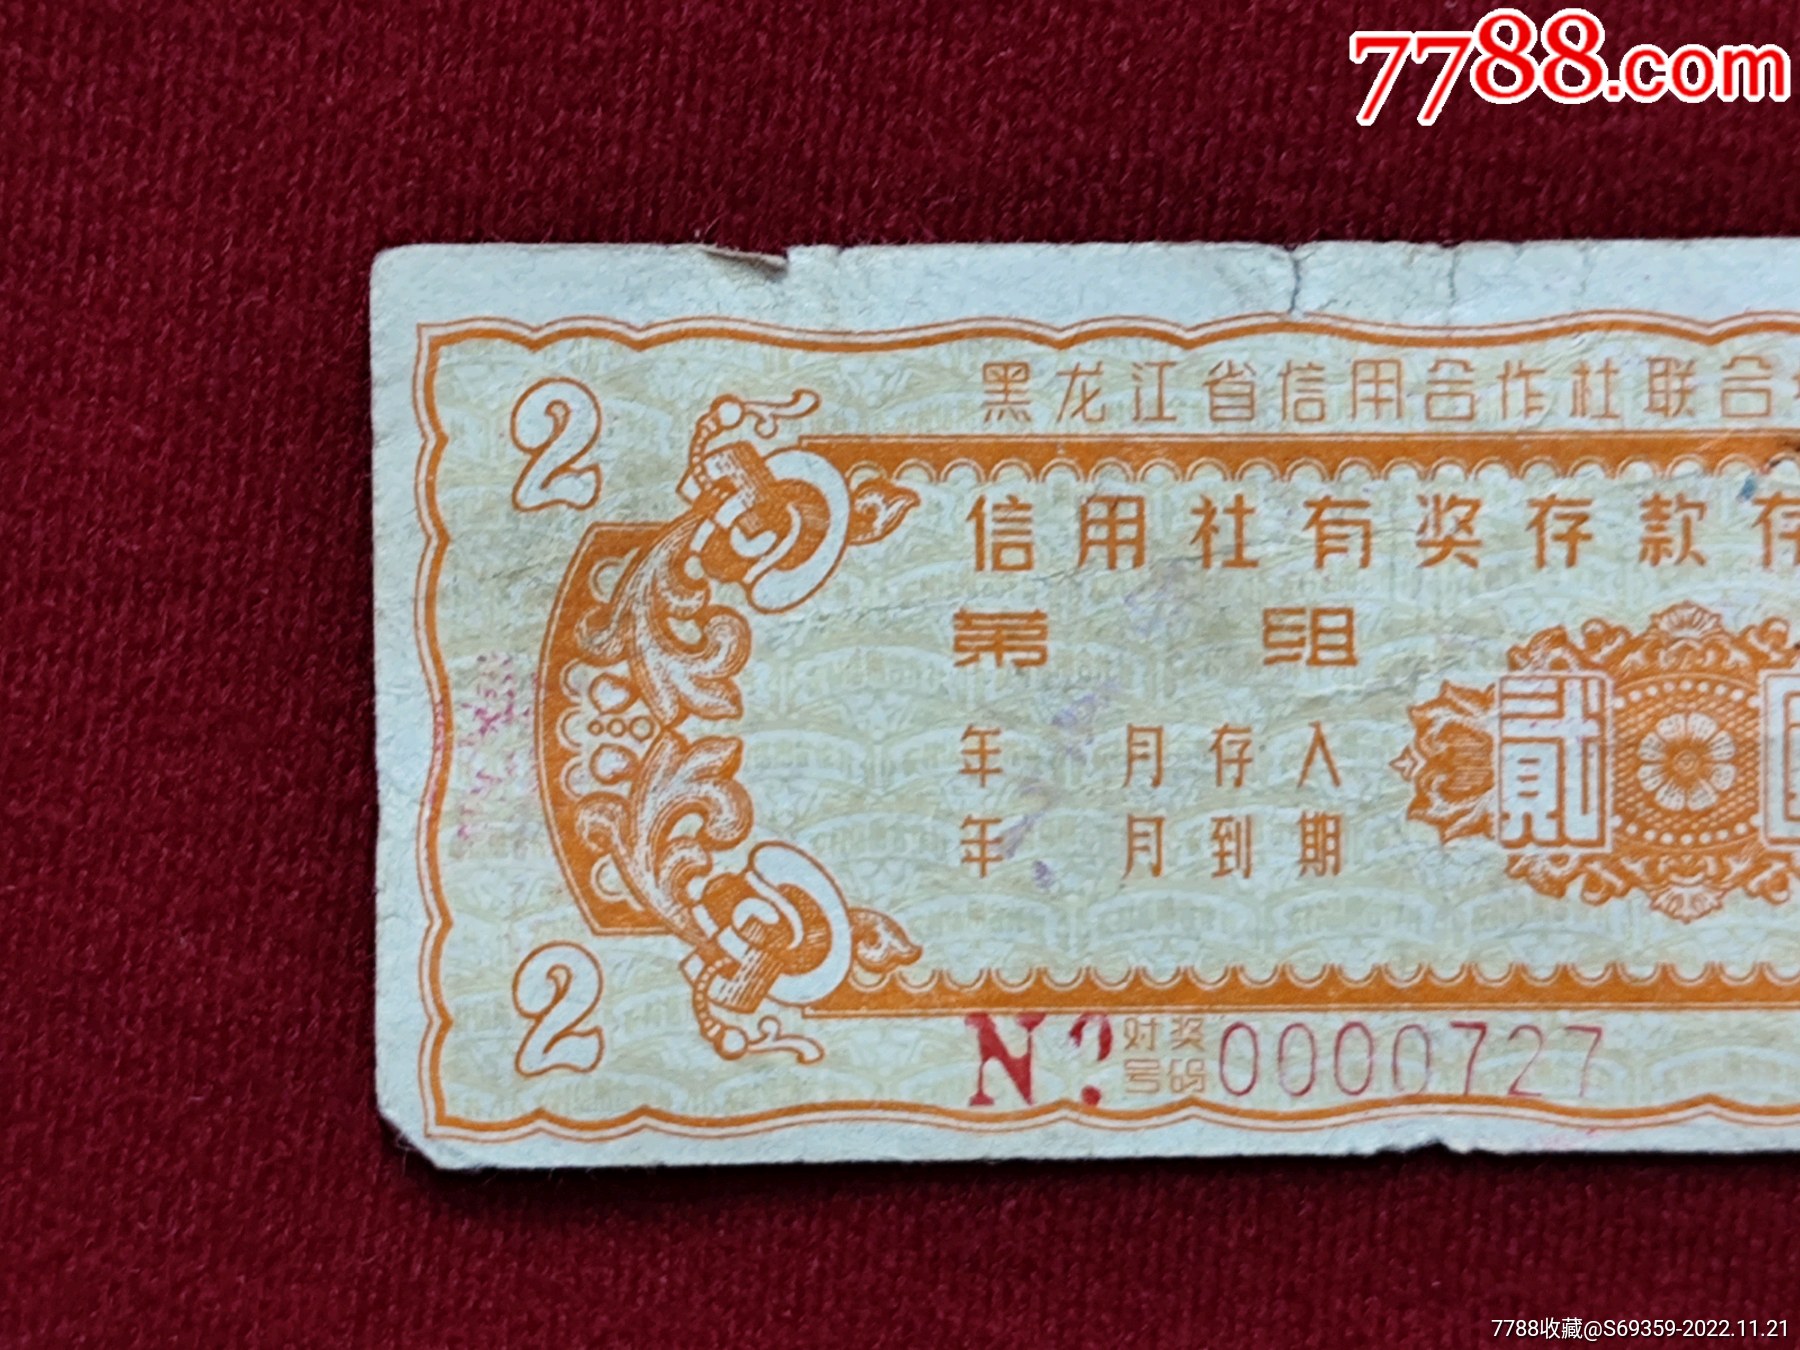 7788.com
2
黑龙江省信用合作社联合
信用社有奖存款存
第 组
贰
年 月存入
年 月到期
2
No 对奖号码 0000727
7788收藏@S69359-2022.11.21